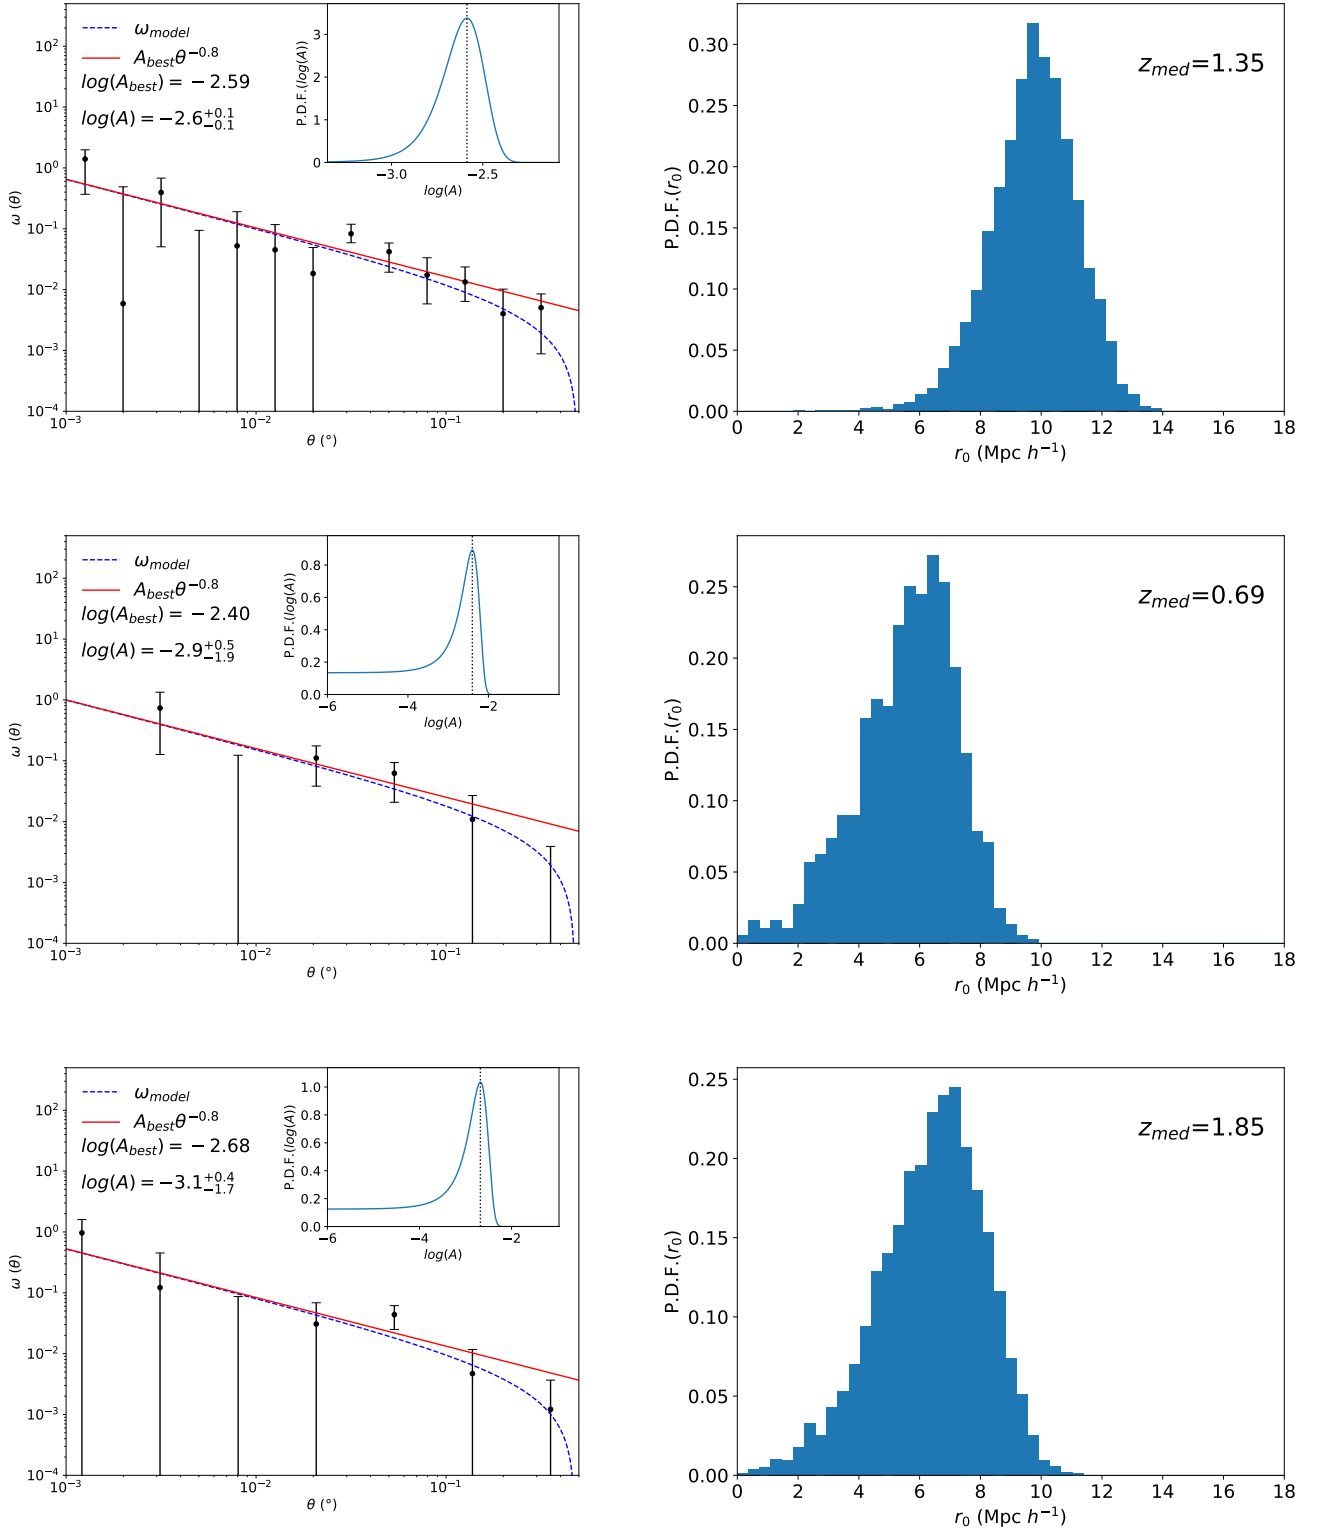 ω_model
A_bestθ^−0.8
log(A_best) = −2.59
log(A) = −2.6^+0.1_−0.1
10^2
10^1
10^0
10^−1
10^−2
10^−3
10^−4
ω (θ)
10^−3
10^−2
10^−1
θ (°)
3
2
1
0
P.D.F.(log(A))
−3.0
−2.5
log(A)
z_med=1.35
0.30
0.25
0.20
0.15
0.10
0.05
0.00
P.D.F.(r_0)
0 2 4 6 8 10 12 14 16 18
r_0 (Mpc h^−1)
ω_model
A_bestθ^−0.8
log(A_best) = −2.40
log(A) = −2.9^+0.5_−1.9
10^2
10^1
10^0
10^−1
10^−2
10^−3
10^−4
ω (θ)
10^−3
10^−2
10^−1
θ (°)
0.8
0.6
0.4
0.2
0.0
P.D.F.(log(A))
−6
−4
−2
log(A)
z_med=0.69
0.25
0.20
0.15
0.10
0.05
0.00
P.D.F.(r_0)
0 2 4 6 8 10 12 14 16 18
r_0 (Mpc h^−1)
ω_model
A_bestθ^−0.8
log(A_best) = −2.68
log(A) = −3.1^+0.4_−1.7
10^2
10^1
10^0
10^−1
10^−2
10^−3
10^−4
ω (θ)
10^−3
10^−2
10^−1
θ (°)
1.0
0.8
0.6
0.4
0.2
0.0
P.D.F.(log(A))
−6
−4
−2
log(A)
z_med=1.85
0.25
0.20
0.15
0.10
0.05
0.00
P.D.F.(r_0)
0 2 4 6 8 10 12 14 16 18
r_0 (Mpc h^−1)